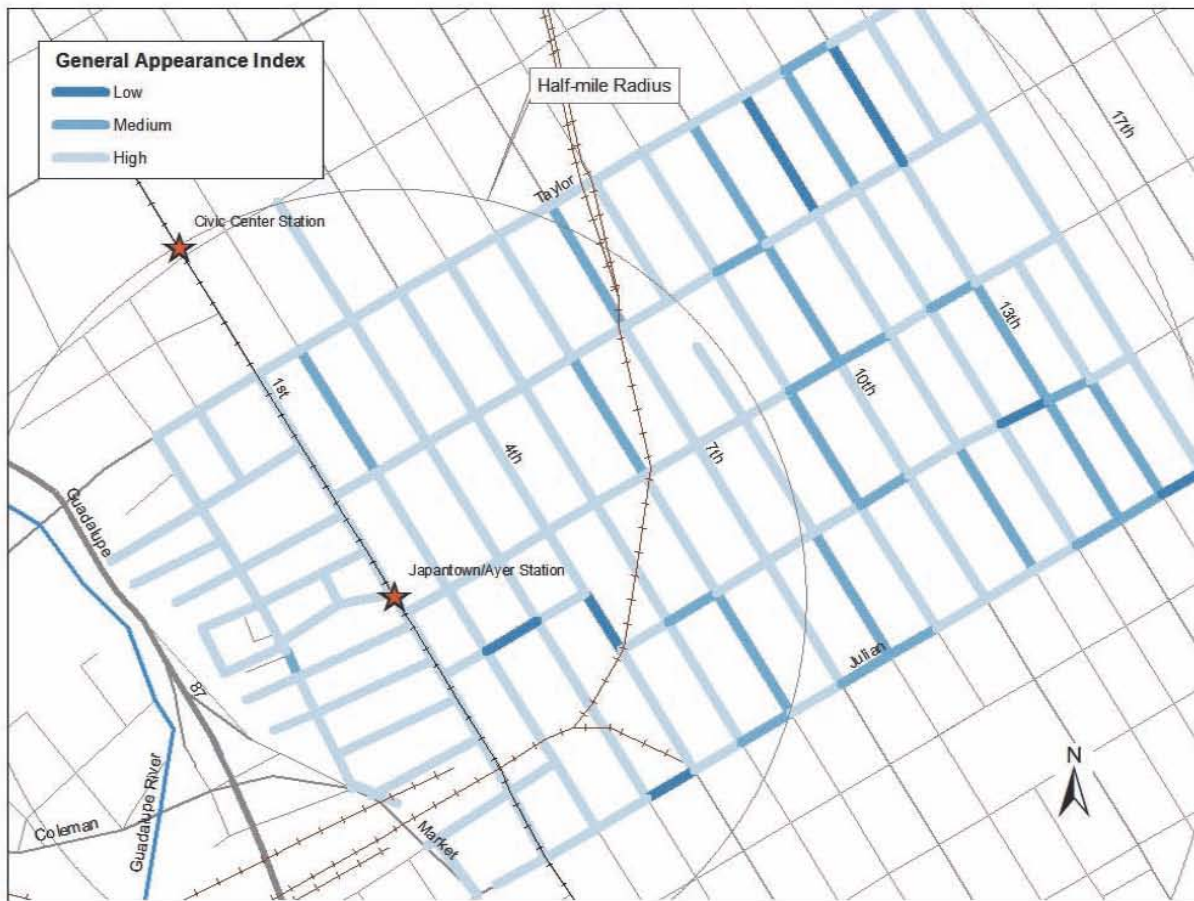 General Appearance Index
Low
Medium
High
Half-mile Radius
17th
Taylor
Civic Center Station
1st
13th
10th
4th
7th
Guadalupe
Japantown/Ayer Station
Julian
87
N
Guadalupe River
Coleman
Market